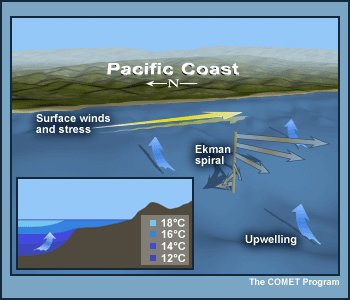 Pacific Coast
N
Surface winds
and stress
Ekman
spiral
18°C
16°C
14°C
12°C
Upwelling
The COMET Program